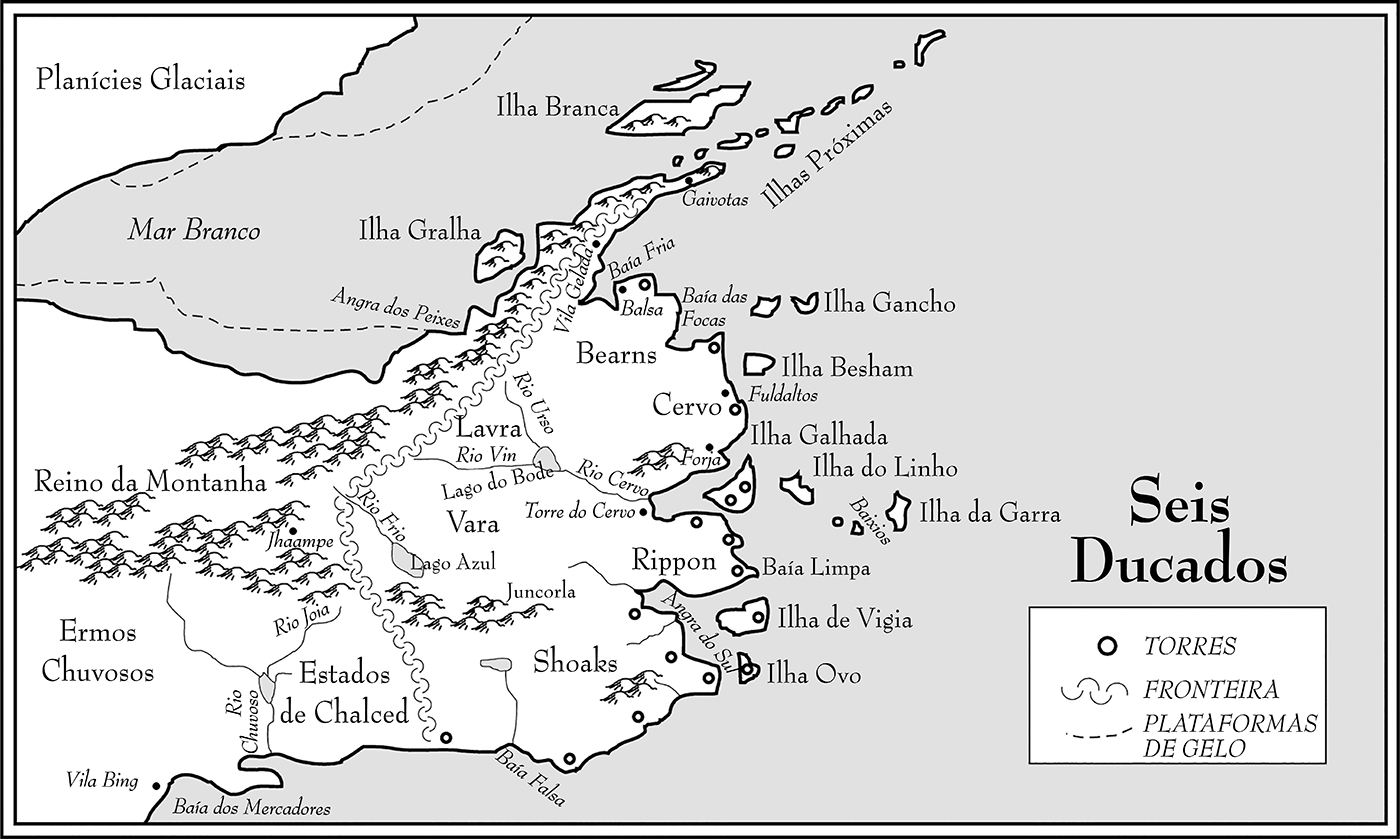 Planícies Glaciais
Ilha Branca
Ilhas Próximas
Gaivotas
Mar Branco
Ilha Gralha
Baía Fria
Vila Gelada
Angra dos Peixes
Balsa
Baía das
Focas
Ilha Gancho
Bearns
Ilha Besham
Rio Urso
Cervo
Fuldaltos
Lavra
Ilha Galhada
Rio Vin
Forja
Ilha do Linho
Reino da Montanha
Lago do Bode
Rio Cervo
Rio Frio
Vara
Torre do Cervo
Baixios
Ilha da Garra
Seis
Ducados
Jhaampe
Lago Azul
Rippon
Baía Limpa
Juncorla
Angra do Sul
Ilha de Vigia
Rio Joia
Ermos
Chuvosos
Estados
de Chalced
Shoaks
Ilha Ovo
Rio
Chuvoso
Vila Bing
Baía dos Mercadores
Baía Falsa
TORRES
FRONTEIRA
PLATAFORMAS
DE GELO